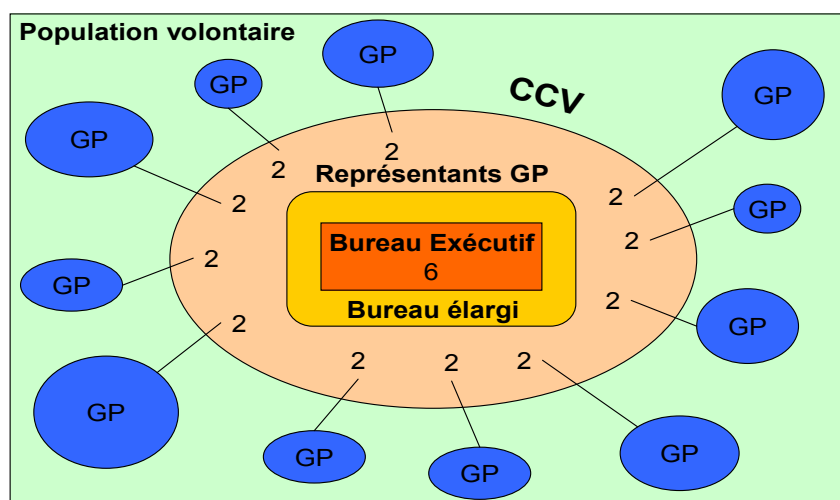 Population volontaire
GP
GP
GP
CCV
GP
GP
2
2
2
Représentants GP
2
2
GP
2
Bureau Exécutif
6
2
GP
2
Bureau élargi
2
GP
GP
2
2
2
GP
GP
GP